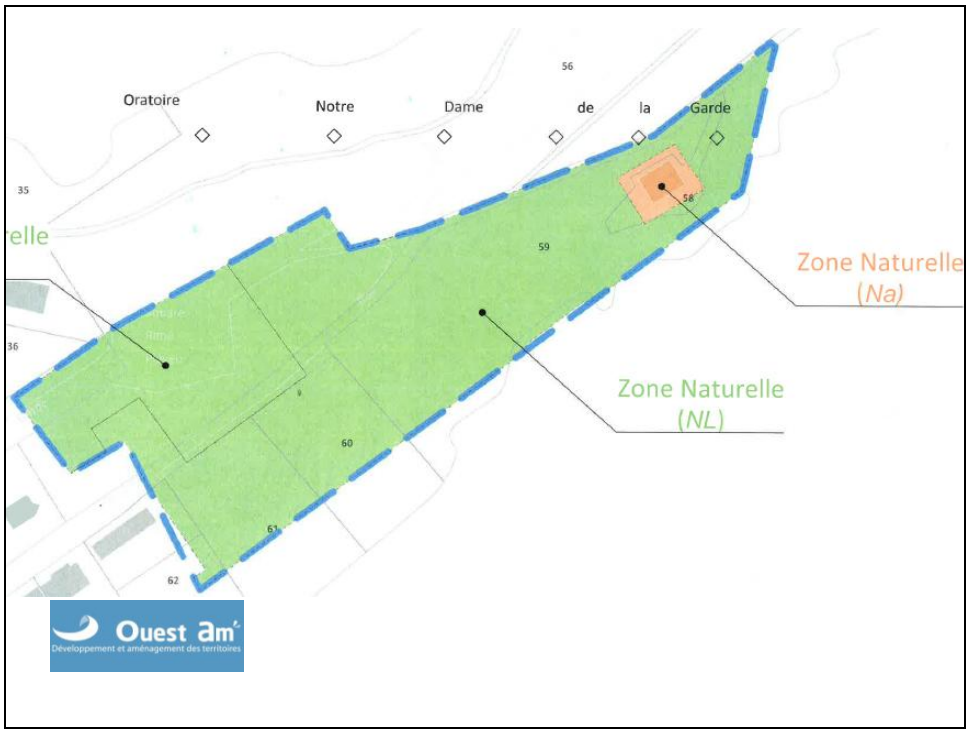 56
Oratoire Notre Dame de la Garde
35
58
relle
59
Zone Naturelle
(Na)
36
Zone Naturelle
(NL)
9
60
61
62
Ouest am'
Développement et aménagement des territoires